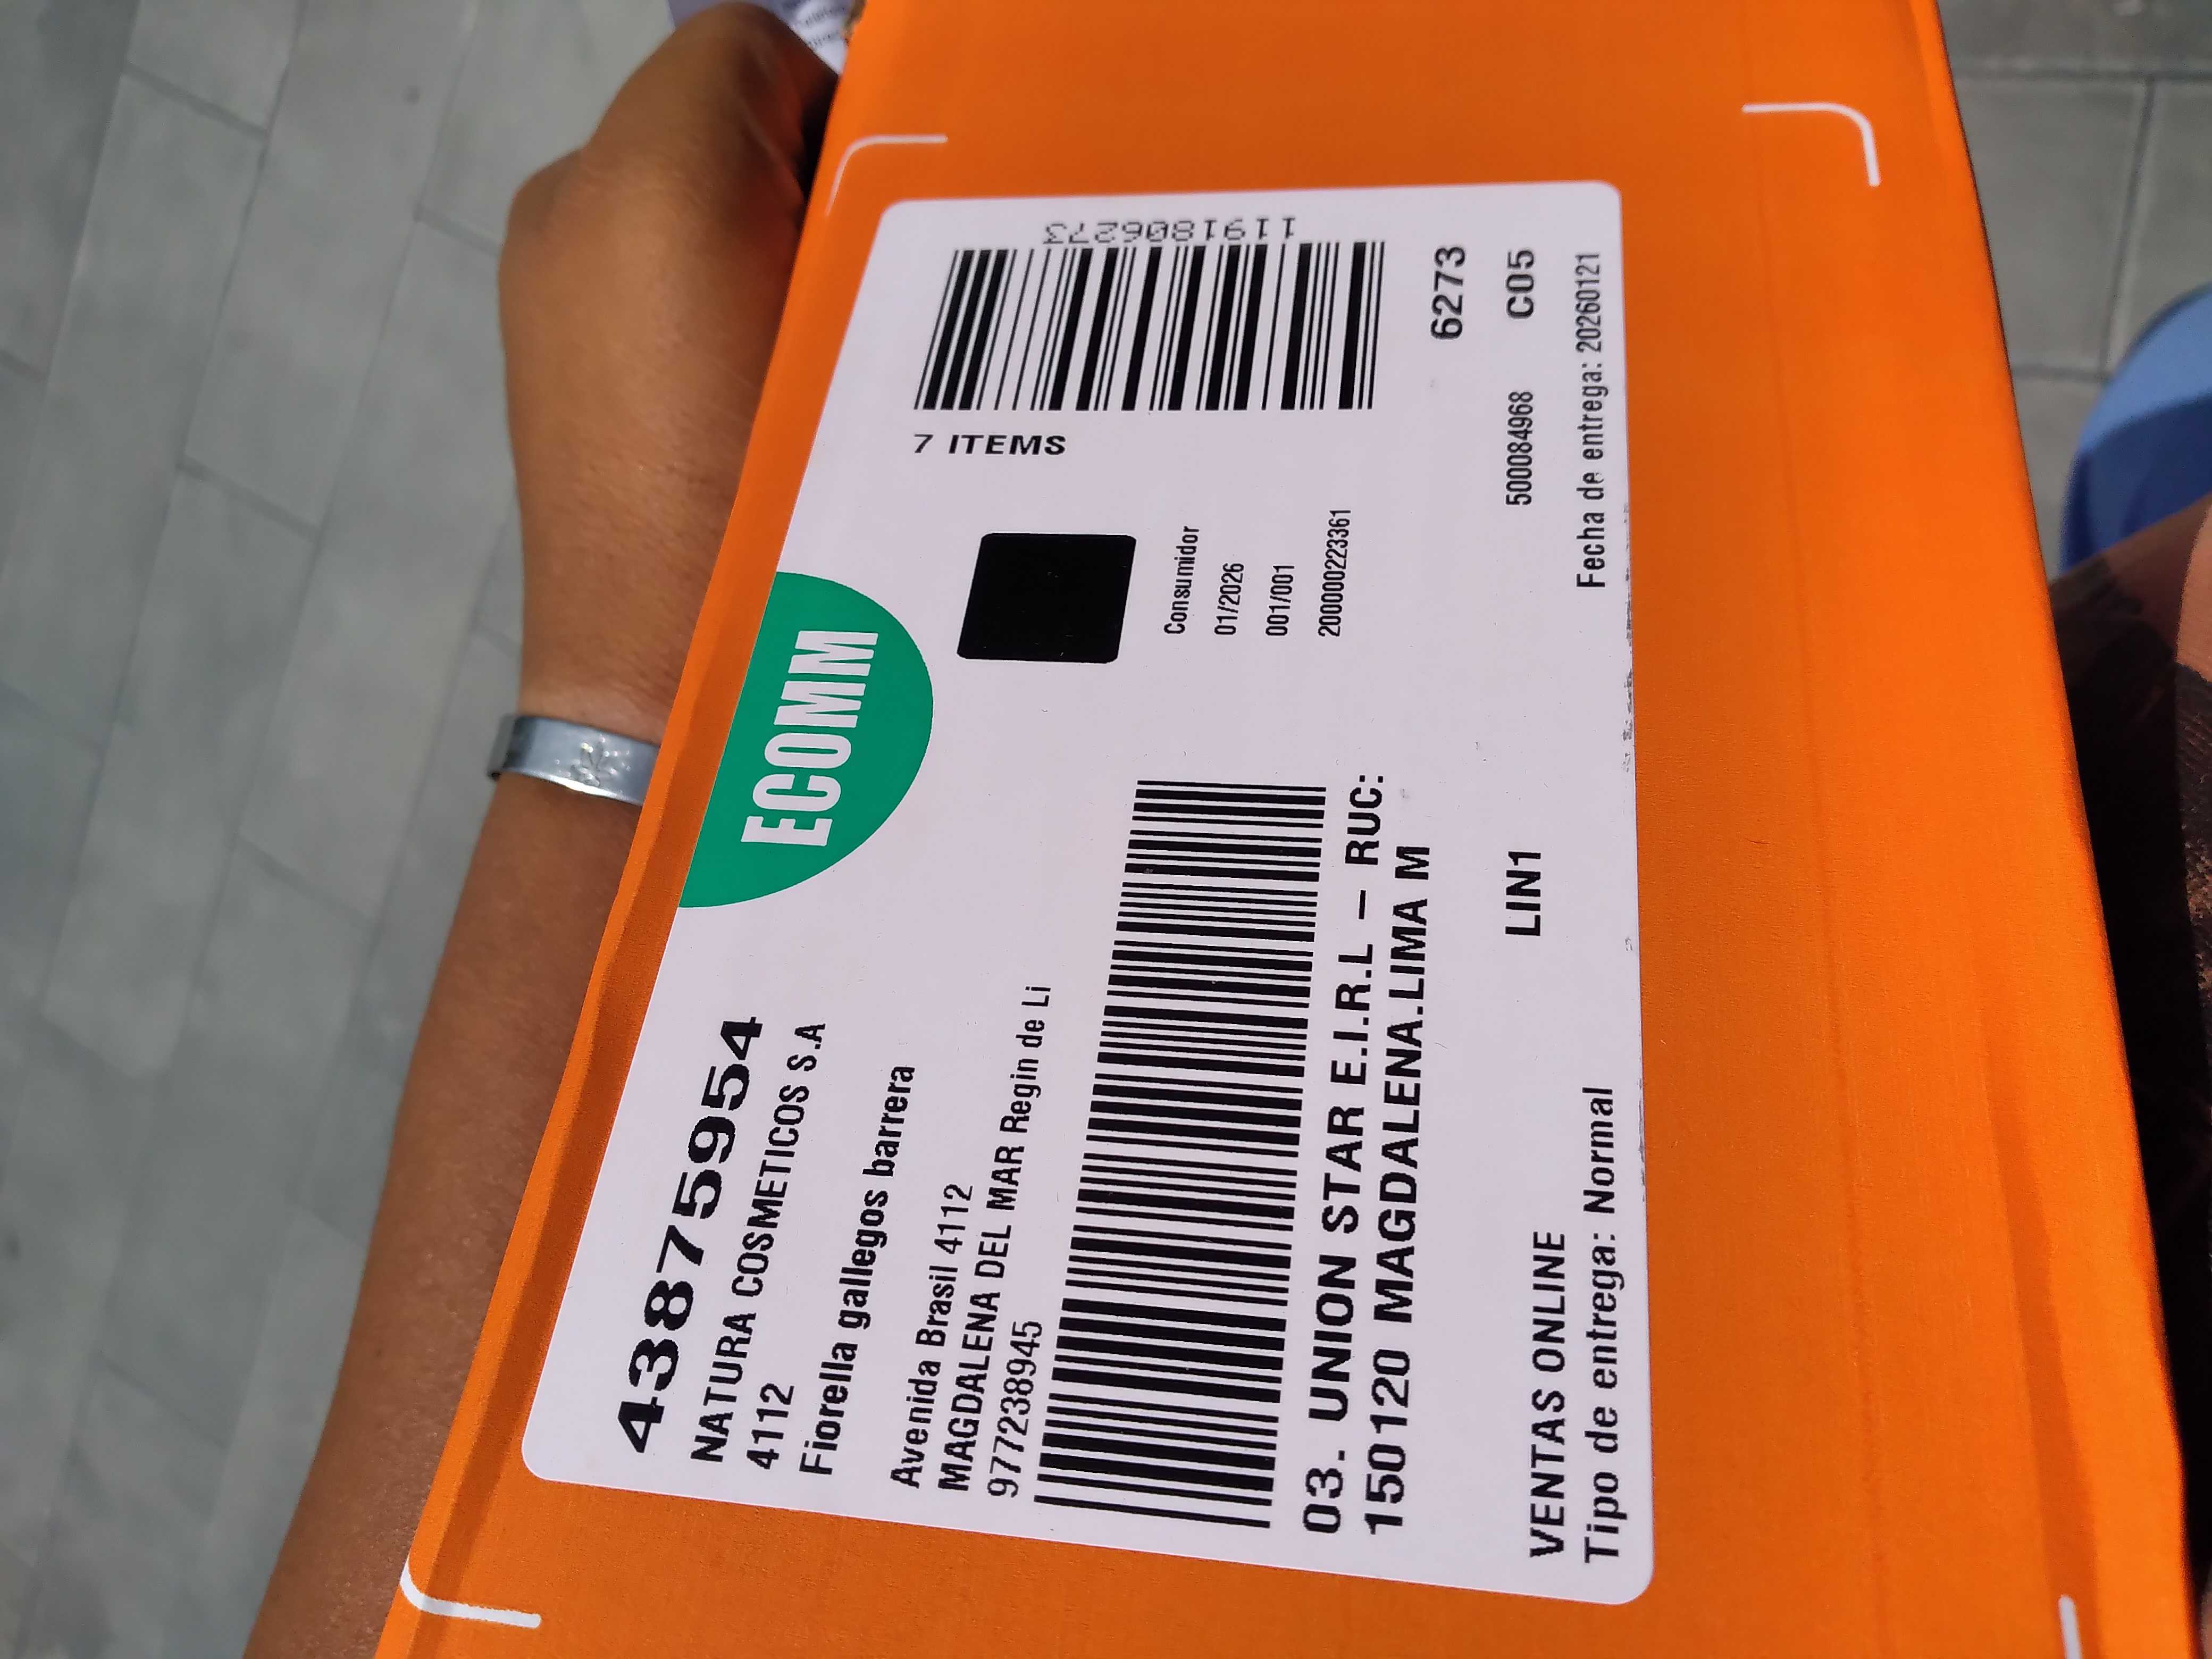 438759541
NATURA COSMETICOS S.A
4112
Fiorella gallegos barrera
Avenida Brasil 4112
MAGDALENA DEL MAR Regin de Li
977238945
03. UNION STAR E.I.R.L – RUC:
150120 MAGDALENA.LIMA M
LIN1
VENTAS ONLINE
Tipo de entrega: Normal
ECOMM
7 ITEMS
1191806273
Consumidor
01/2026
001/001
200000223361
6273
500084968 C05
Fecha de entrega: 20260121